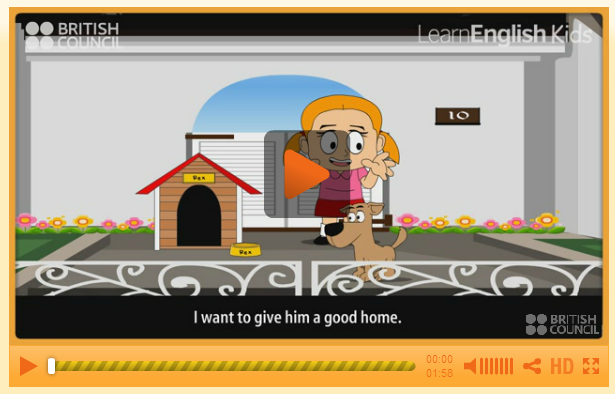 BRITISH
COUNCIL
LearnEnglish Kids
10
Rex
Rex
I want to give him a good home.
BRITISH
COUNCIL
00:00
01:58
HD